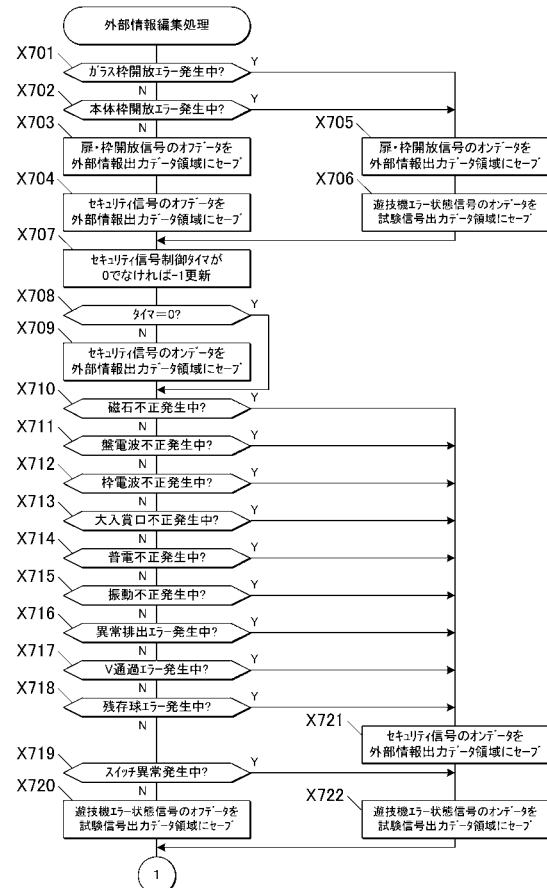 外部情報編集処理
X701
ガラス枠開放エラー発生中?
Y
N
X702
本体枠開放エラー発生中?
Y
N
X703
扉・枠開放信号のオフデータを
外部情報出力データ領域にセーブ
X704
セキュリティ信号のオフデータを
外部情報出力データ領域にセーブ
X705
扉・枠開放信号のオンデータを
外部情報出力データ領域にセーブ
X706
遊技機エラー状態信号のオンデータを
試験信号出力データ領域にセーブ
X707
セキュリティ信号制御タイマが
0でなければ-1更新
X708
タイマ=0?
Y
N
X709
セキュリティ信号のオンデータを
外部情報出力データ領域にセーブ
X710
磁石不正発生中?
Y
N
X711
盤電波不正発生中?
Y
N
X712
枠電波不正発生中?
Y
N
X713
大入賞口不正発生中?
Y
N
X714
普電不正発生中?
Y
N
X715
振動不正発生中?
Y
N
X716
異常排出エラー発生中?
Y
N
X717
V通過エラー発生中?
Y
N
X718
残存球エラー発生中?
Y
N
X721
セキュリティ信号のオンデータを
外部情報出力データ領域にセーブ
X719
スイッチ異常発生中?
Y
N
X720
遊技機エラー状態信号のオフデータを
試験信号出力データ領域にセーブ
X722
遊技機エラー状態信号のオンデータを
試験信号出力データ領域にセーブ
1